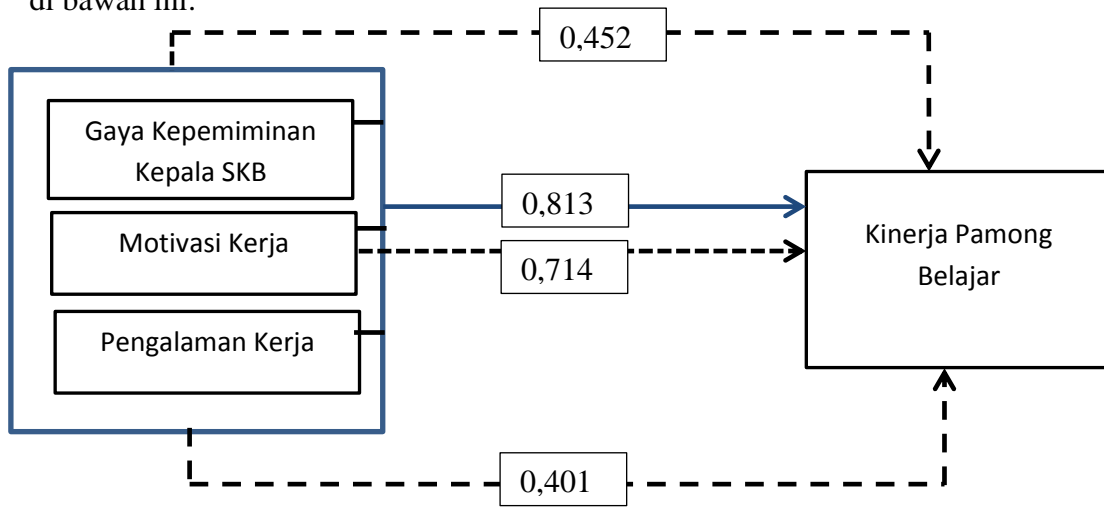 di bawah ini.
0,452
Gaya Kepemiminan
Kepala SKB
0,813
Motivasi Kerja
0,714
Kinerja Pamong
Belajar
Pengalaman Kerja
0,401